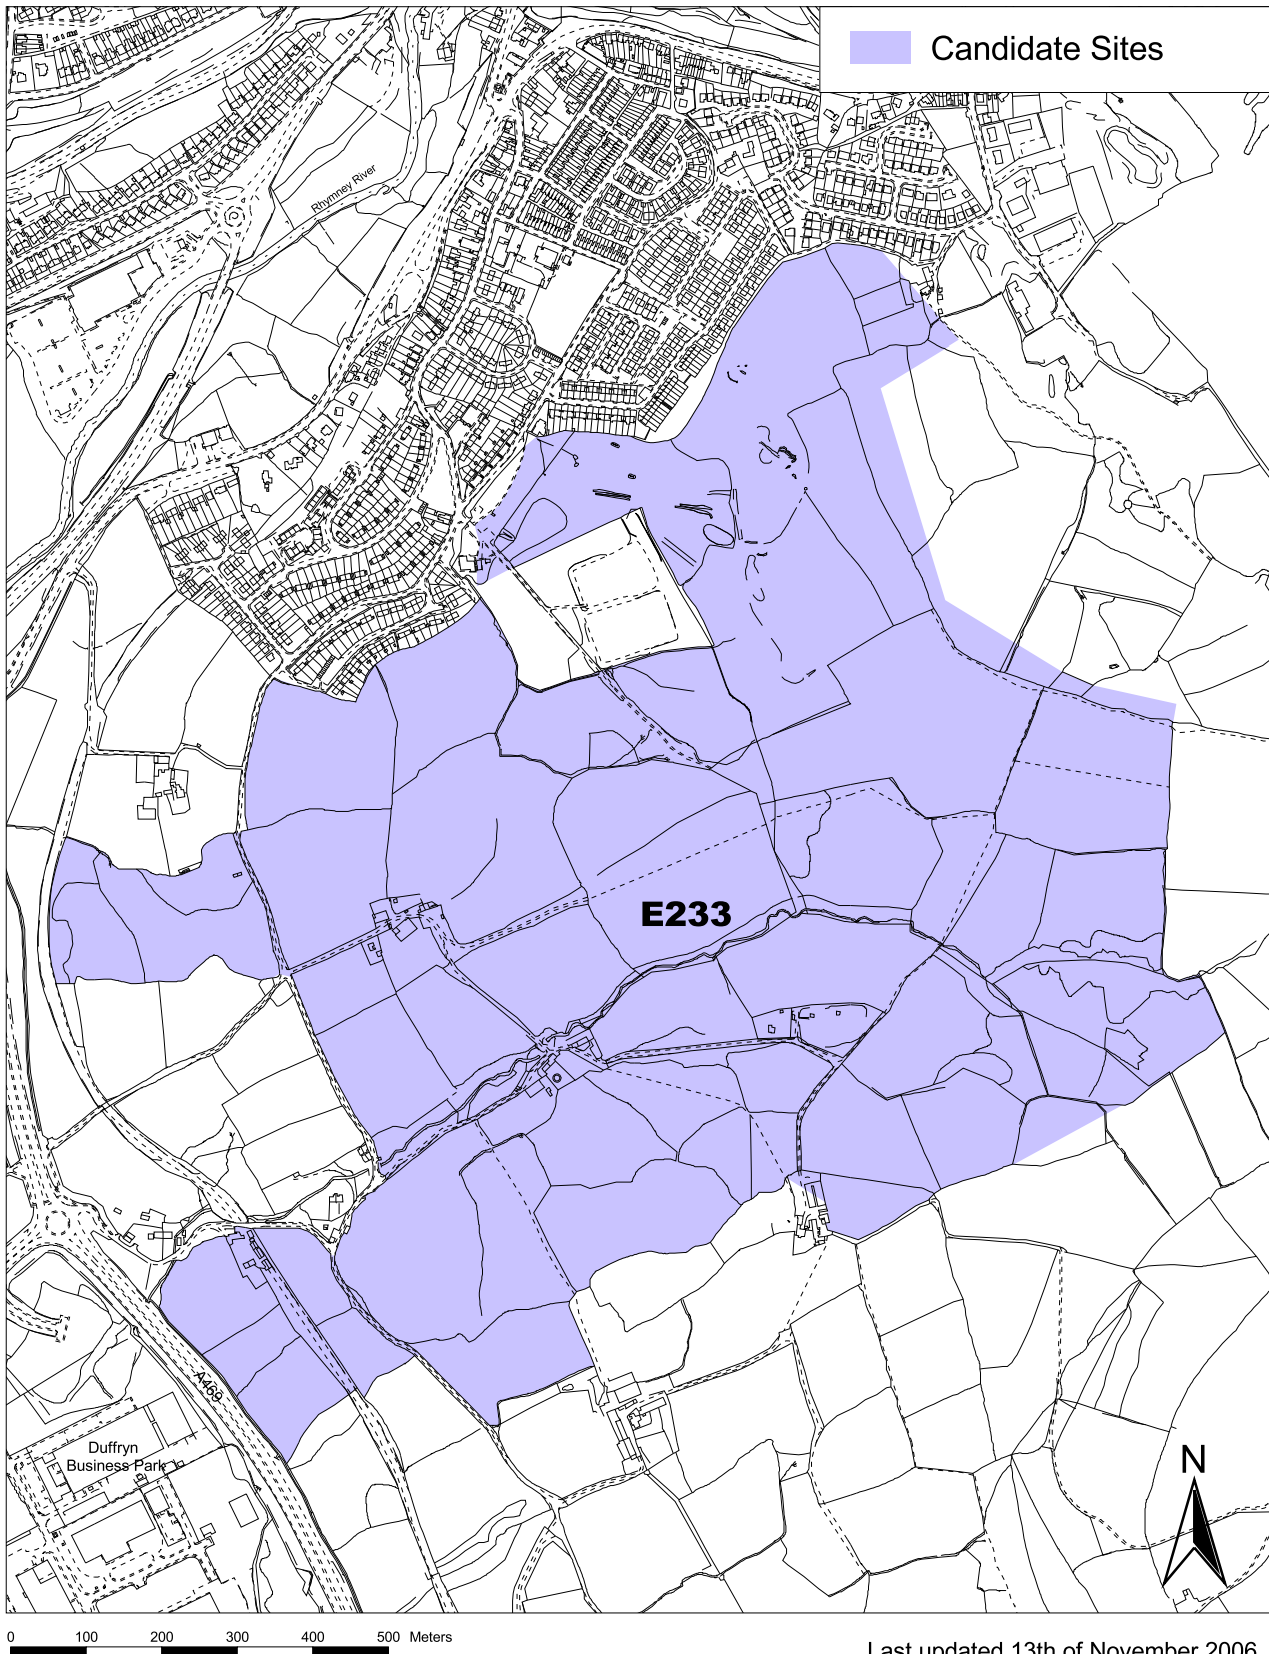 Candidate Sites
Rhymney River
E233
A469
Duffryn
Business Park
N
0 100 200 300 400 500 Meters
Last updated 13th of November 2006